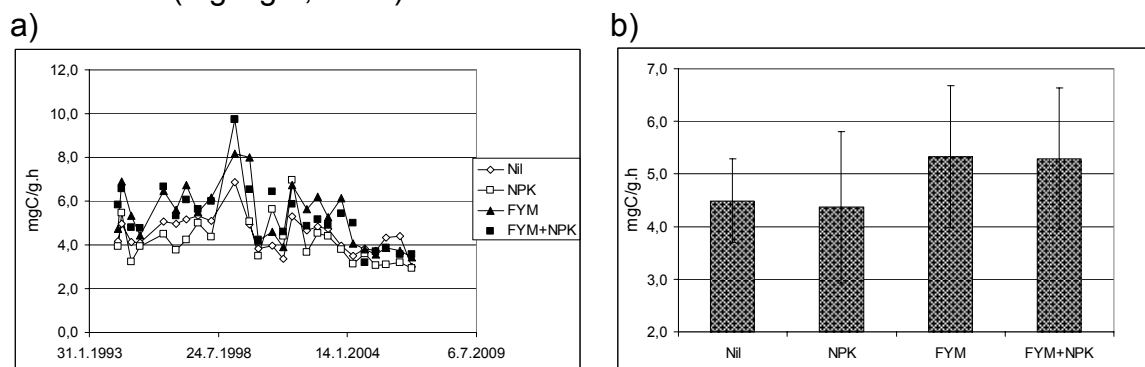 a)
b)
mgC/g.h
12,0
10,0
8,0
6,0
4,0
2,0
0,0
31.1.1993 24.7.1998 14.1.2004 6.7.2009
Nil
NPK
FYM
FYM+NPK
mgC/g.h
7,0
6,0
5,0
4,0
3,0
2,0
Nil NPK FYM FYM+NPK